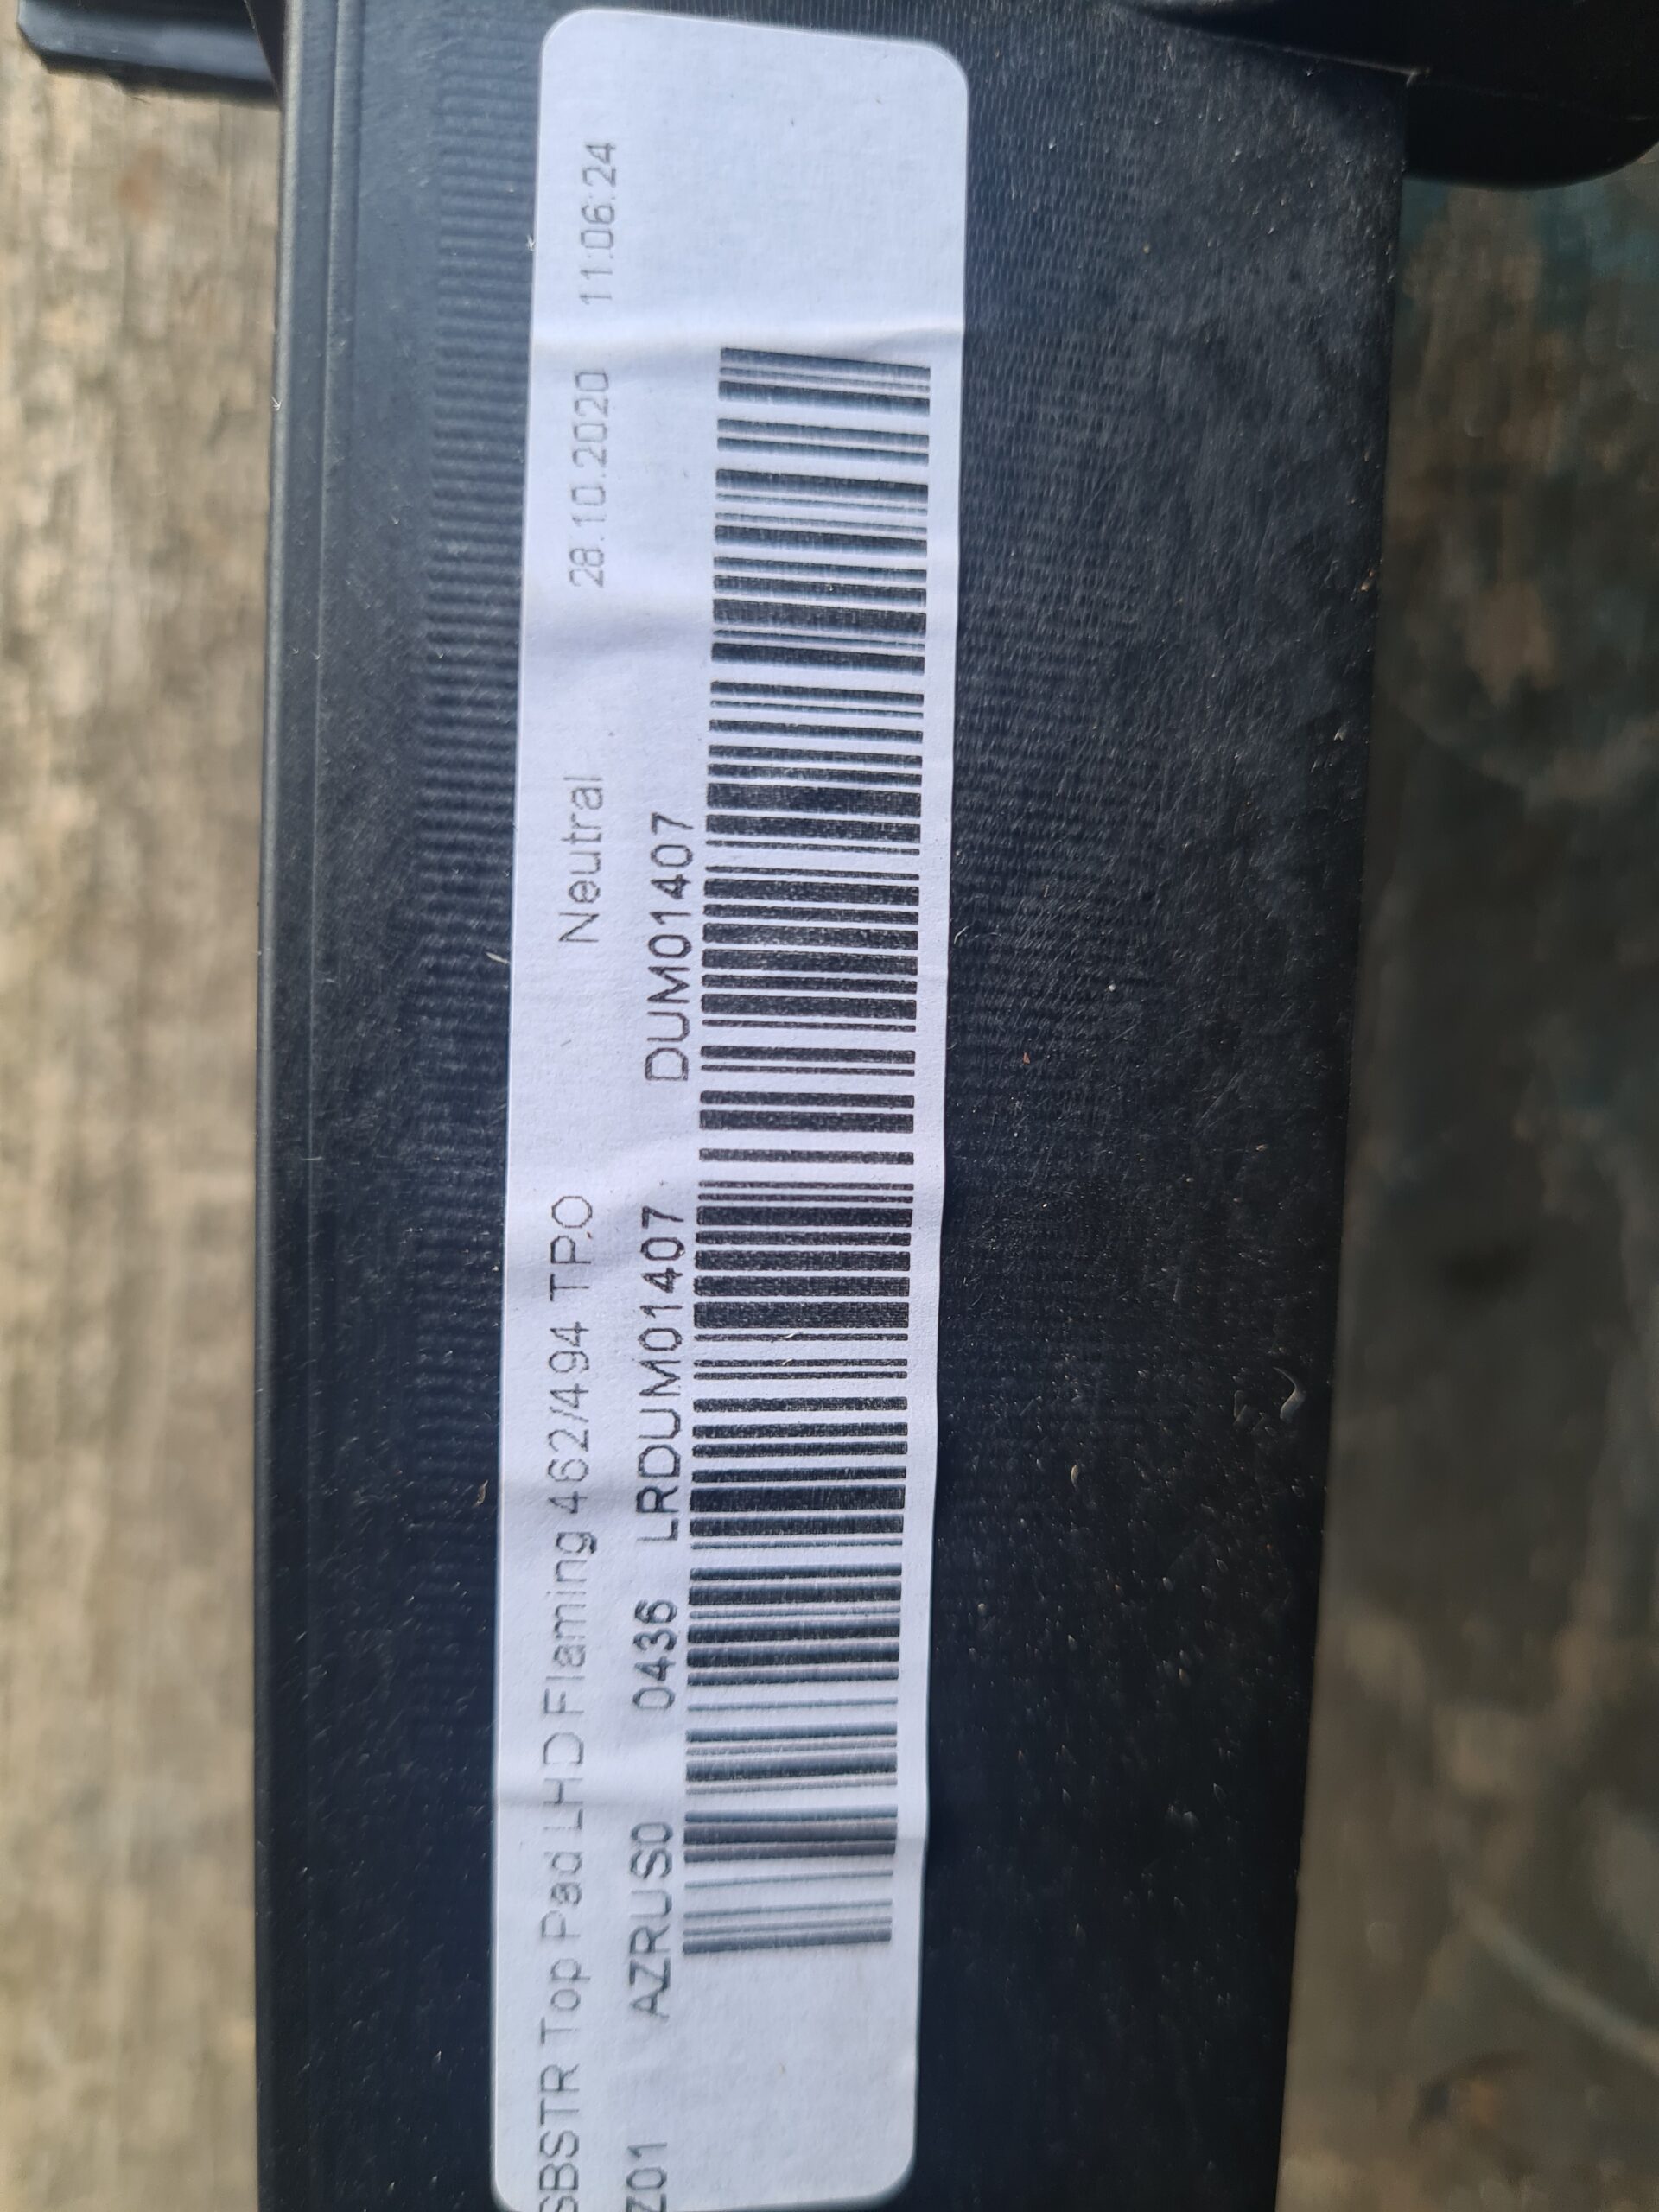 SBSTR Top Pad LHD Flaming 462/494 TPO Neutral 28.10.2020 11:06:24
Z01 AZRUS0 0436 LRDUM01407 DUM01407